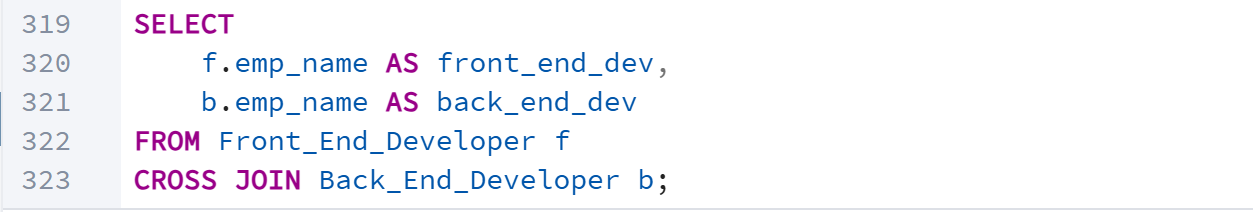 319 SELECT
320     f.emp_name AS front_end_dev,
321     b.emp_name AS back_end_dev
322 FROM Front_End_Developer f
323 CROSS JOIN Back_End_Developer b;